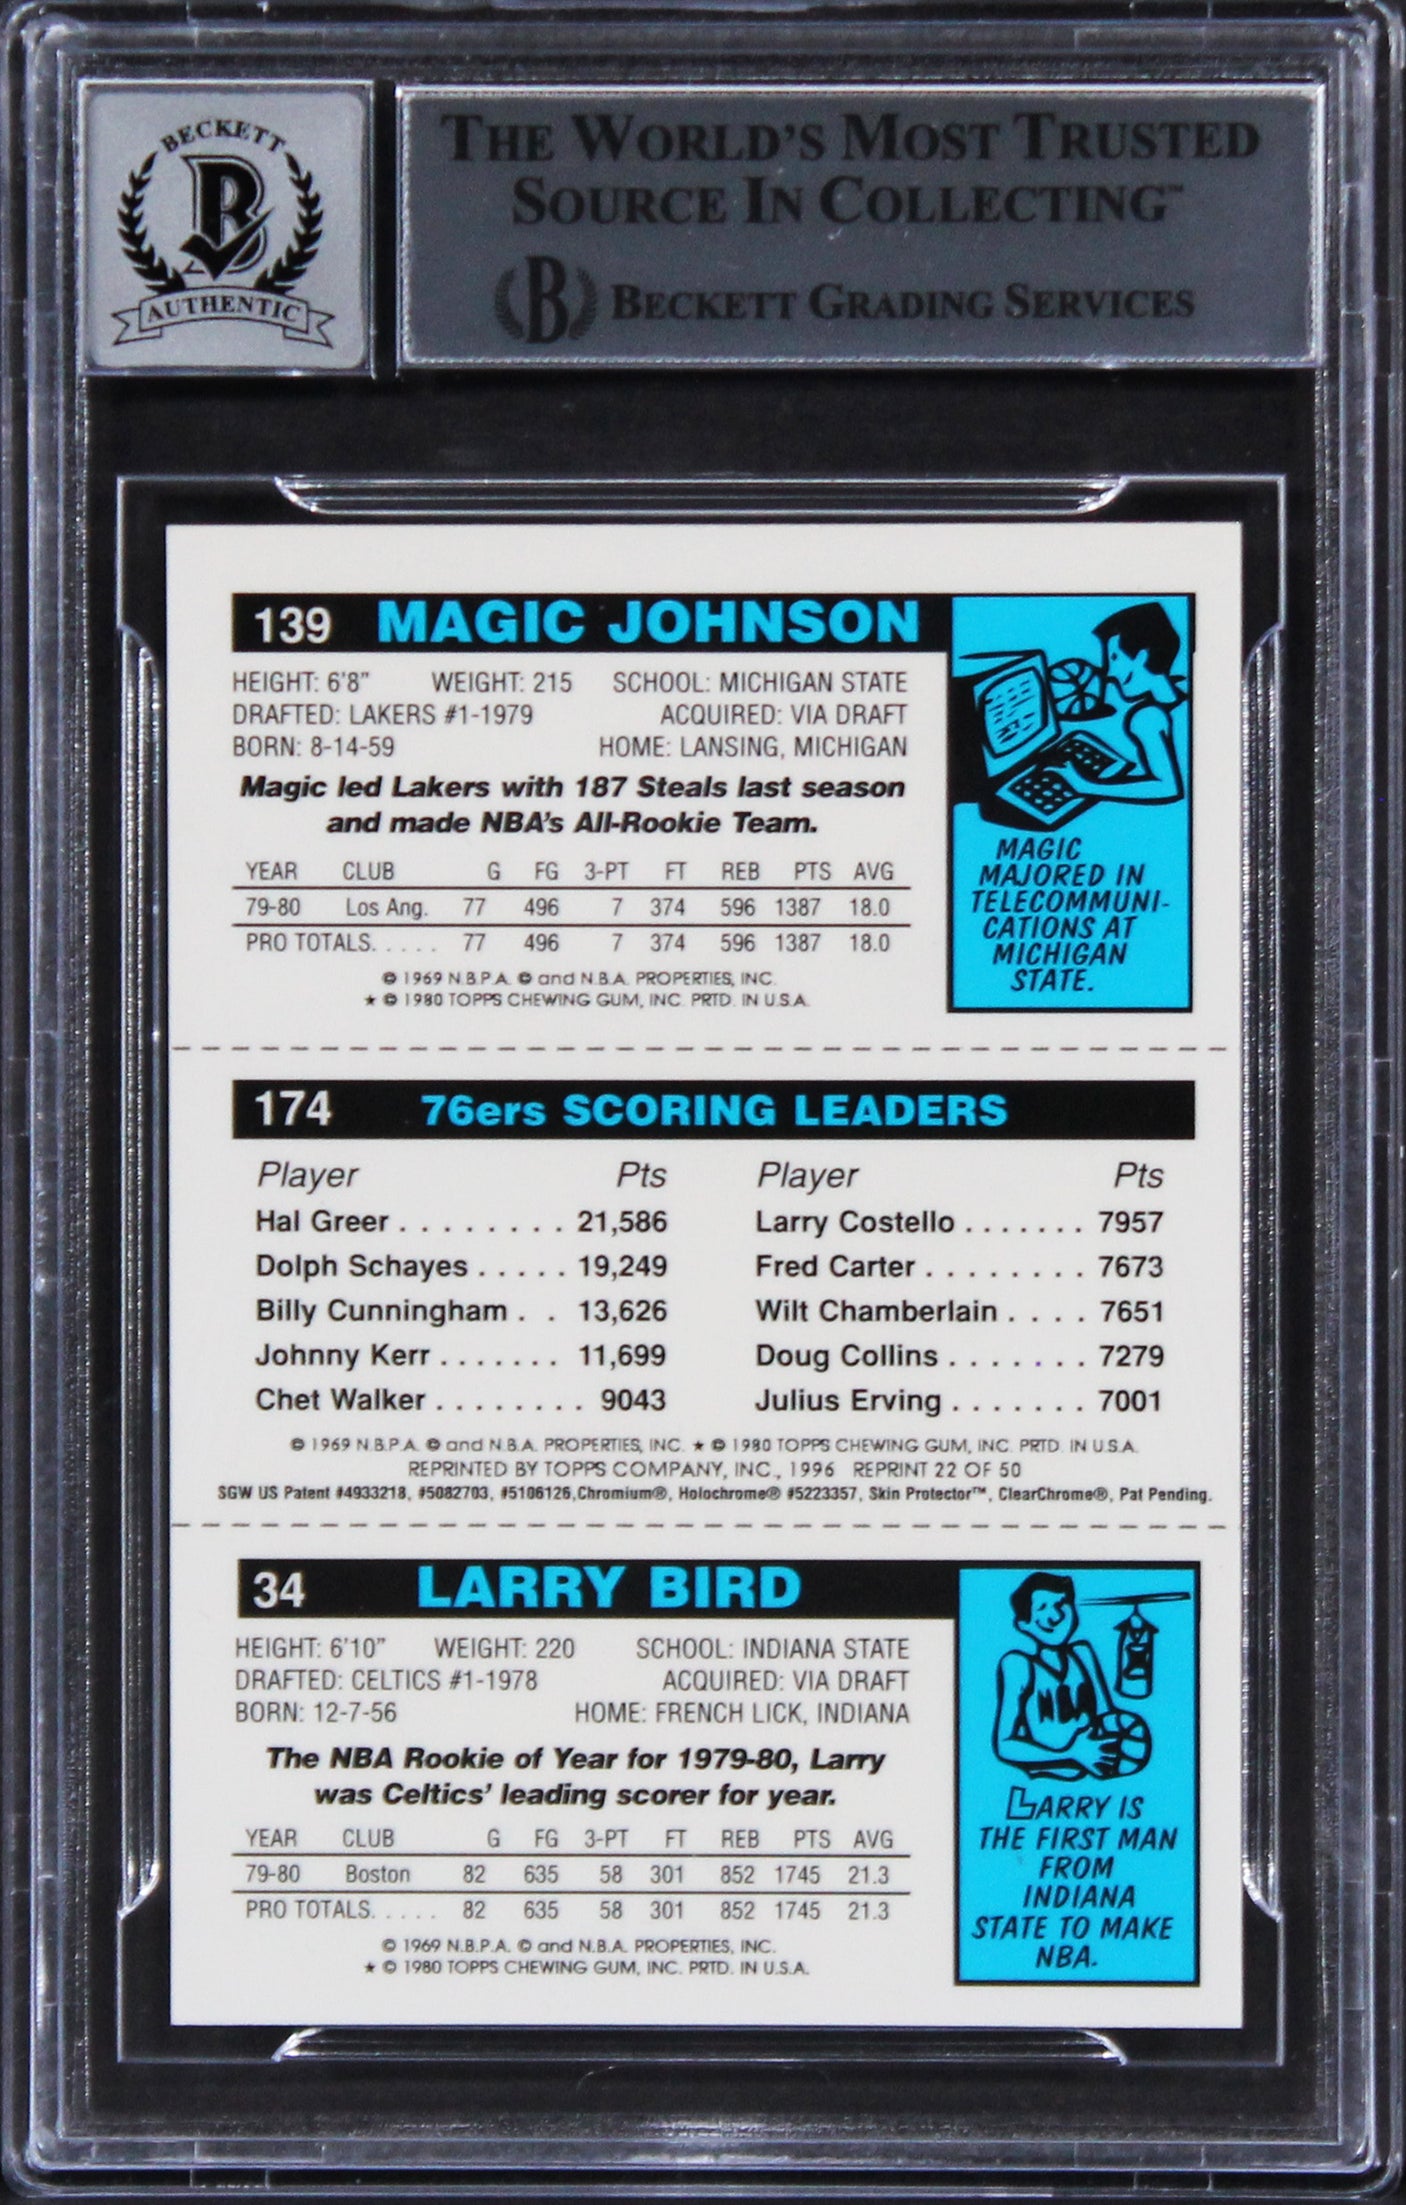 BECKETT
B
AUTHENTIC
THE WORLD'S MOST TRUSTED
SOURCE IN COLLECTING™
B BECKETT GRADING SERVICES
139 MAGIC JOHNSON
HEIGHT: 6'8" WEIGHT: 215 SCHOOL: MICHIGAN STATE
DRAFTED: LAKERS #1-1979 ACQUIRED: VIA DRAFT
BORN: 8-14-59 HOME: LANSING, MICHIGAN
Magic led Lakers with 187 Steals last season
and made NBA's All-Rookie Team.
YEAR CLUB G FG 3-PT FT REB PTS AVG
79-80 Los Ang. 77 496 7 374 596 1387 18.0
PRO TOTALS. . . . . 77 496 7 374 596 1387 18.0
© 1969 N.B.P.A. © and N.B.A. PROPERTIES, INC.
★ © 1980 TOPPS CHEWING GUM, INC. PRTD. IN U.S.A.
MAGIC
MAJORED IN
TELECOMMUNI-
CATIONS AT
MICHIGAN
STATE.
174 76ers SCORING LEADERS
Player Pts Player Pts
Hal Greer . . . . . . . . . 21,586 Larry Costello . . . . . . . 7957
Dolph Schayes . . . . . 19,249 Fred Carter . . . . . . . . . 7673
Billy Cunningham . . 13,626 Wilt Chamberlain . . . . 7651
Johnny Kerr . . . . . . . 11,699 Doug Collins . . . . . . . 7279
Chet Walker . . . . . . . . 9043 Julius Erving . . . . . . . 7001
© 1969 N.B.P.A. © and N.B.A. PROPERTIES, INC. ★ © 1980 TOPPS CHEWING GUM, INC. PRTD. IN U.S.A.
REPRINTED BY TOPPS COMPANY, INC., 1996 REPRINT 22 OF 50
SGW US Patent #4933218, #5082703, #5106126,Chromium®, Holochrome® #5223357, Skin Protector™, ClearChrome®, Pat Pending.
34 LARRY BIRD
HEIGHT: 6'10" WEIGHT: 220 SCHOOL: INDIANA STATE
DRAFTED: CELTICS #1-1978 ACQUIRED: VIA DRAFT
BORN: 12-7-56 HOME: FRENCH LICK, INDIANA
The NBA Rookie of Year for 1979-80, Larry
was Celtics' leading scorer for year.
YEAR CLUB G FG 3-PT FT REB PTS AVG
79-80 Boston 82 635 58 301 852 1745 21.3
PRO TOTALS. . . . . 82 635 58 301 852 1745 21.3
© 1969 N.B.P.A. © and N.B.A. PROPERTIES, INC.
★ © 1980 TOPPS CHEWING GUM, INC. PRTD. IN U.S.A.
NBA
LARRY IS
THE FIRST MAN
FROM
INDIANA
STATE TO MAKE
NBA.